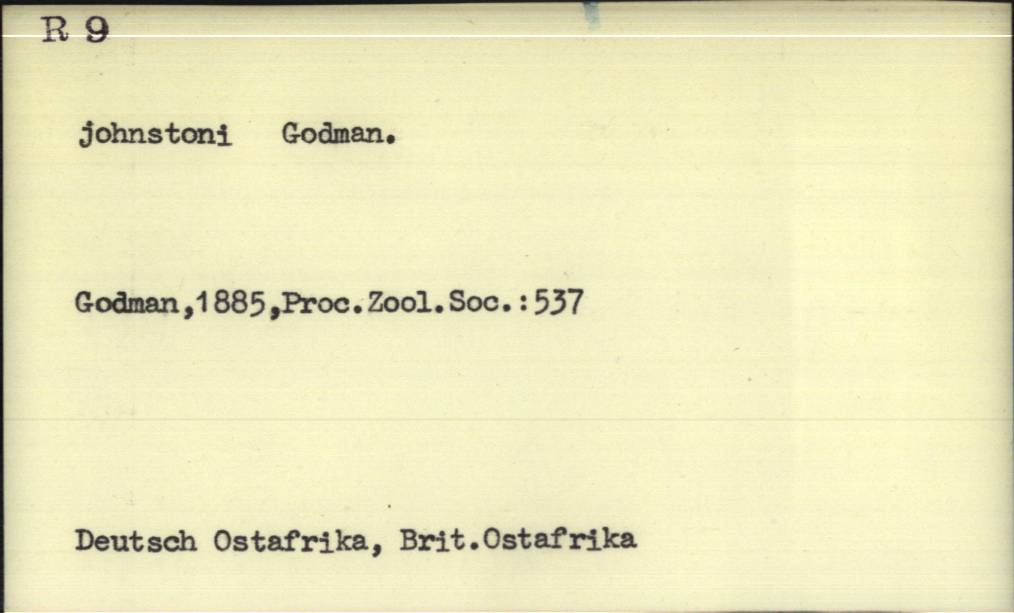 R 9
johnstoni Godman.
Godman,1885,Proc.Zool.Soc.:537
Deutsch Ostafrika, Brit.Ostafrika